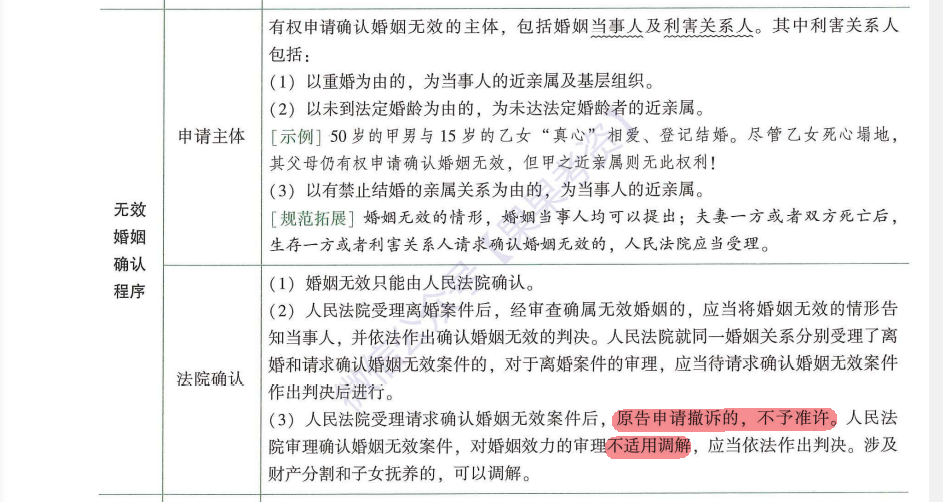 有权申请确认婚姻无效的主体，包括婚姻当事人及利害关系人。其中利害关系人
包括：
（1）以重婚为由的，为当事人的近亲属及基层组织。
（2）以未到法定婚龄为由的，为未达法定婚龄者的近亲属。
申请主体
［示例］50岁的甲男与15岁的乙女“真心”相爱、登记结婚。尽管乙女死心塌地，
其父母仍有权申请确认婚姻无效，但甲之近亲属则无此权利！
（3）以有禁止结婚的亲属关系为由的，为当事人的近亲属。
［规范拓展］婚姻无效的情形，婚姻当事人均可以提出；夫妻一方或者双方死亡后，
生存一方或者利害关系人请求确认婚姻无效的，人民法院应当受理。
无效
婚姻
确认
程序
（1）婚姻无效只能由人民法院确认。
（2）人民法院受理离婚案件后，经审查确属无效婚姻的，应当将婚姻无效的情形告
知当事人，并依法作出确认婚姻无效的判决。人民法院就同一婚姻关系分别受理了离
婚和请求确认婚姻无效案件的，对于离婚案件的审理，应当待请求确认婚姻无效案件
作出判决后进行。
法院确认
（3）人民法院受理请求确认婚姻无效案件后，原告申请撤诉的，不予准许。人民法
院审理确认婚姻无效案件，对婚姻效力的审理不适用调解，应当依法作出判决。涉及
财产分割和子女抚养的，可以调解。
微信公众号【果果考资】